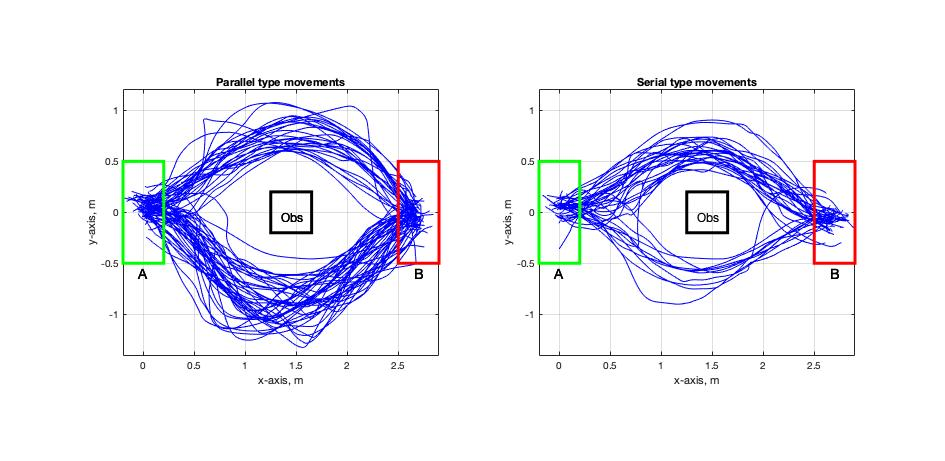 Parallel type movements
1
0.5
0
-0.5
-1
y-axis, m
Obs
A
B
0
0.5
1
1.5
2
2.5
x-axis, m
Serial type movements
1
0.5
0
-0.5
-1
y-axis, m
Obs
A
B
0
0.5
1
1.5
2
2.5
x-axis, m